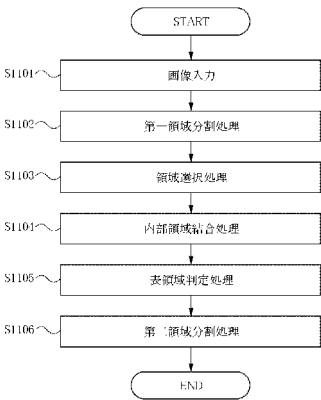 START
S1101
画像入力
S1102
第一領域分割処理
S1103
領域選択処理
S1104
内部領域結合処理
S1105
表領域判定処理
S1106
第二領域分割処理
END